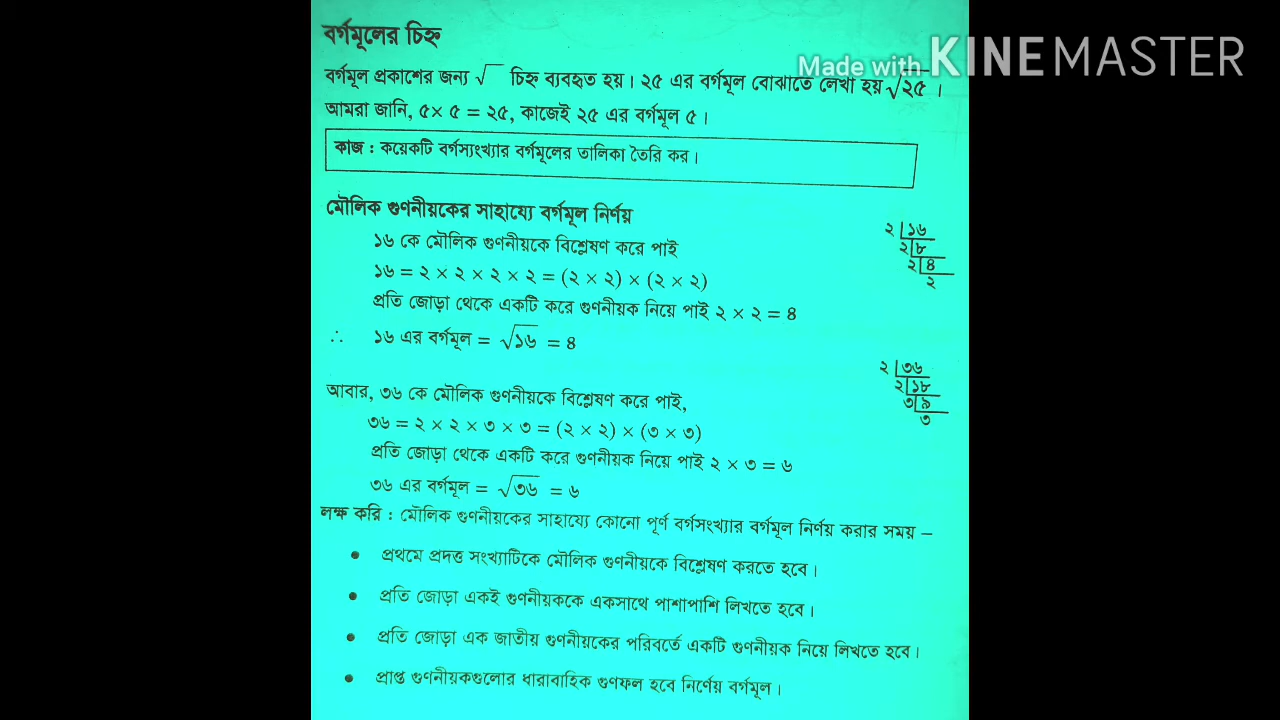 বর্গমূলের চিহ্ন
Made with KINEMASTER
বর্গমূল প্রকাশের জন্য √ চিহ্ন ব্যবহৃত হয়। ২৫ এর বর্গমূল বোঝাতে লেখা হয় √২৫ ।
আমরা জানি, ৫× ৫ = ২৫, কাজেই ২৫ এর বর্গমূল ৫।
কাজ : কয়েকটি বর্গস্যংখ্যার বর্গমূলের তালিকা তৈরি কর।
মৌলিক গুণনীয়কের সাহায্যে বর্গমূল নির্ণয়
১৬ কে মৌলিক গুণনীয়কে বিশ্লেষণ করে পাই
১৬ = ২ × ২ × ২ × ২ = (২ × ২) × (২ × ২)
প্রতি জোড়া থেকে একটি করে গুণনীয়ক নিয়ে পাই ২ × ২ = ৪
∴ ১৬ এর বর্গমূল = √১৬ = ৪
২ ১৬
২ ৮
২ ৪
২
আবার, ৩৬ কে মৌলিক গুণনীয়কে বিশ্লেষণ করে পাই,
৩৬ = ২ × ২ × ৩ × ৩ = (২ × ২) × (৩ × ৩)
প্রতি জোড়া থেকে একটি করে গুণনীয়ক নিয়ে পাই ২ × ৩ = ৬
৩৬ এর বর্গমূল = √৩৬ = ৬
২ ৩৬
২ ১৮
৩ ৯
৩
লক্ষ করি : মৌলিক গুণনীয়কের সাহায্যে কোনো পূর্ণ বর্গসংখ্যার বর্গমূল নির্ণয় করার সময় –
• প্রথমে প্রদত্ত সংখ্যাটিকে মৌলিক গুণনীয়কে বিশ্লেষণ করতে হবে।
• প্রতি জোড়া একই গুণনীয়ককে একসাথে পাশাপাশি লিখতে হবে।
• প্রতি জোড়া এক জাতীয় গুণনীয়কের পরিবর্তে একটি গুণনীয়ক নিয়ে লিখতে হবে।
• প্রাপ্ত গুণনীয়কগুলোর ধারাবাহিক গুণফল হবে নির্ণেয় বর্গমূল।